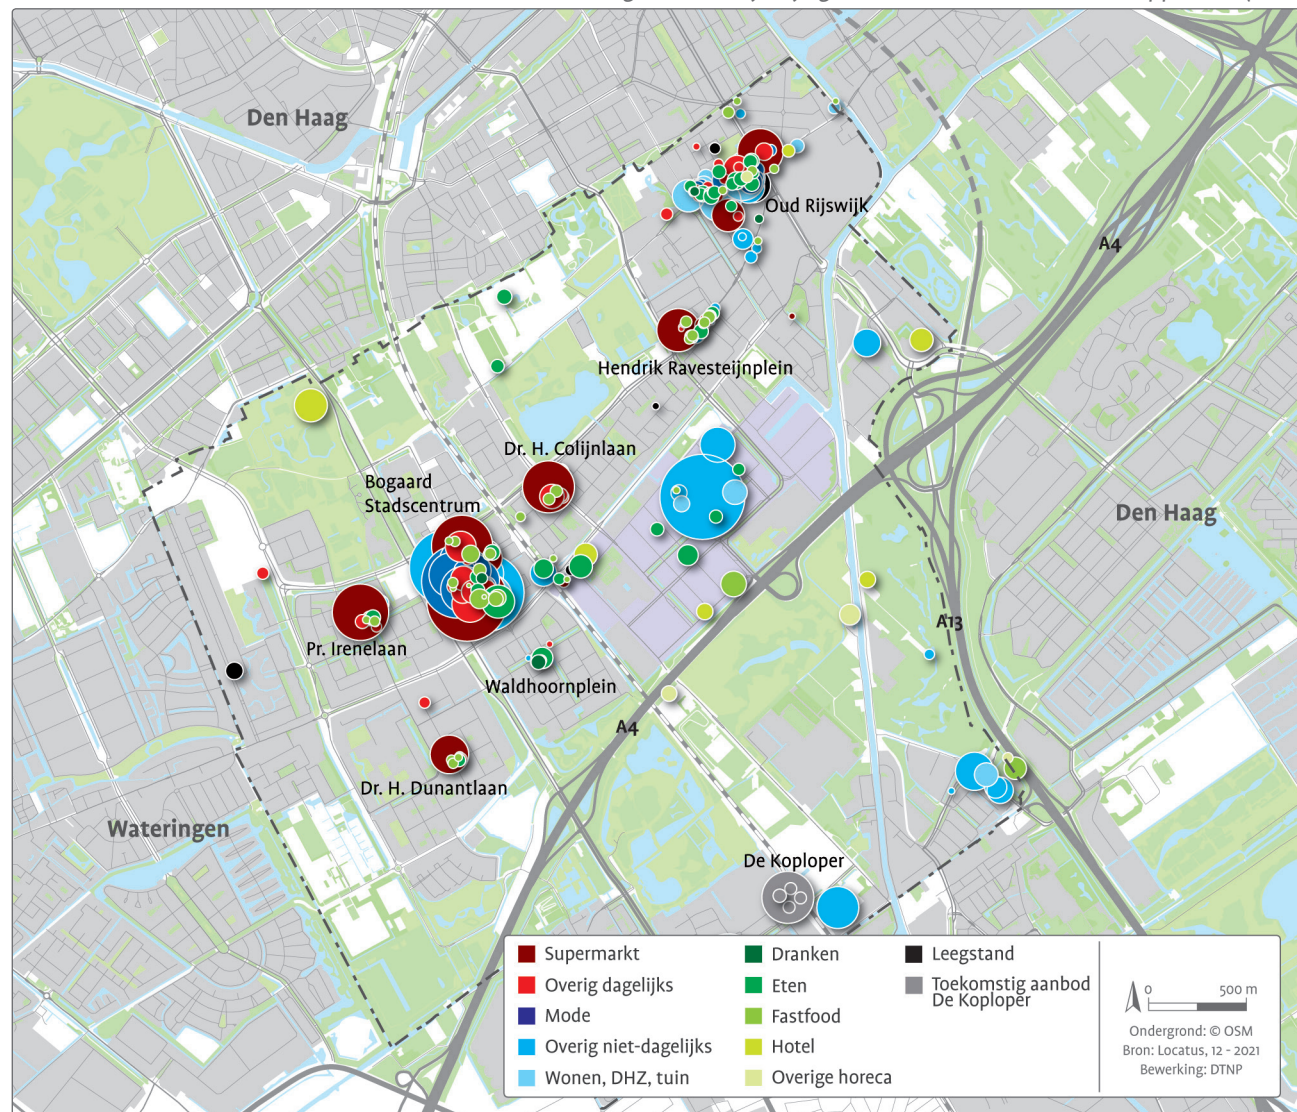 Den Haag
Oud Rijswijk
A4
Hendrik Ravesteijnplein
Dr. H. Colijnlaan
Bogaard
Stadscentrum
Den Haag
A13
Pr. Irenelaan
Waldhoornplein
A4
Dr. H. Dunantlaan
Wateringen
De Koploper
Supermarkt
Overig dagelijks
Mode
Overig niet-dagelijks
Wonen, DHZ, tuin
Dranken
Eten
Fastfood
Hotel
Overige horeca
Leegstand
Toekomstig aanbod
De Koploper
0 500 m
Ondergrond: © OSM
Bron: Locatus, 12 - 2021
Bewerking: DTNP